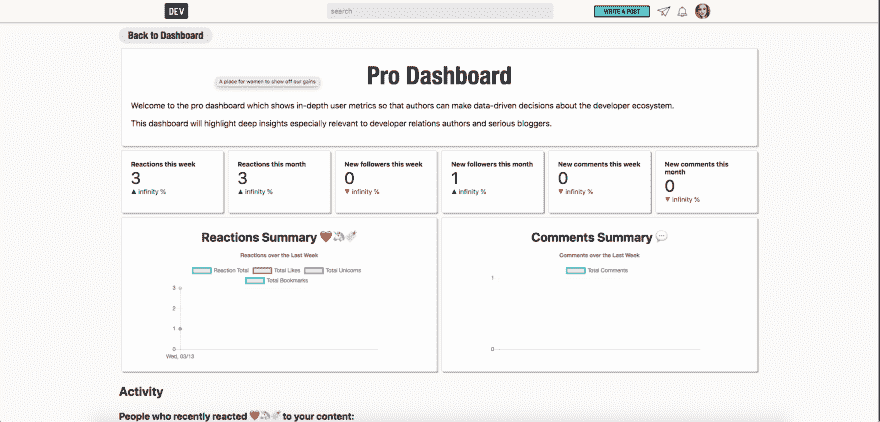 DEV
search
WRITE A POST
Back to Dashboard
Pro Dashboard
A place for women to show off our gains
Welcome to the pro dashboard which shows in-depth user metrics so that authors can make data-driven decisions about the developer ecosystem.
This dashboard will highlight deep insights especially relevant to developer relations authors and serious bloggers.
Reactions this week
3
▲ infinity %
Reactions this month
3
▲ infinity %
New followers this week
0
▼ infinity %
New followers this month
1
▲ infinity %
New comments this week
0
▼ infinity %
New comments this
month
0
▼ infinity %
Reactions Summary
Reactions over the Last Week
Reaction Total
Total Likes
Total Unicorns
Total Bookmarks
3
2
1
0
Wed, 03/13
Comments Summary
Comments over the Last Week
Total Comments
1
0
Activity
People who recently reacted ❤️🦄🔖 to your content: